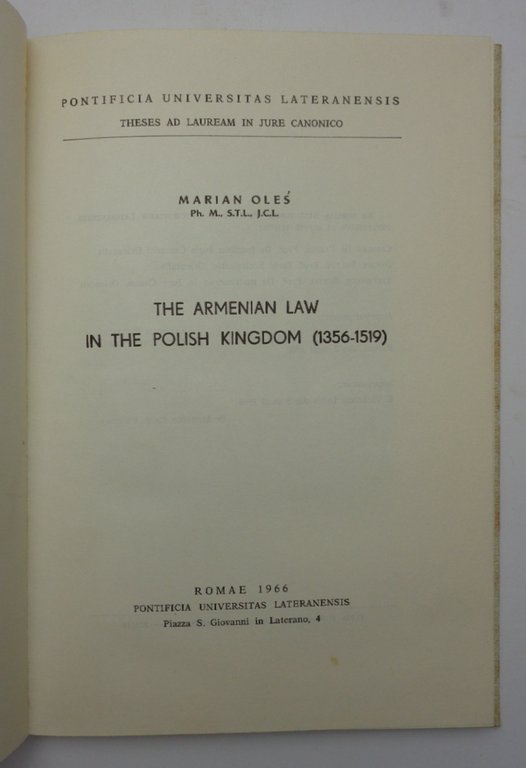 PONTIFICIA UNIVERSITAS LATERANENSIS
THESES AD LAUREAM IN JURE CANONICO
MARIAN OLEŚ
Ph. M., S.T.L., J.C.L.
THE ARMENIAN LAW
IN THE POLISH KINGDOM (1356-1519)
ROMAE 1966
PONTIFICIA UNIVERSITAS LATERANENSIS
Piazza S. Giovanni in Laterano, 4